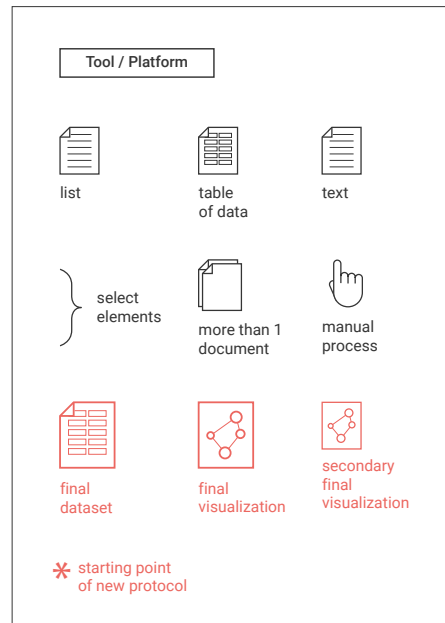 Tool / Platform
list
table
of data
text
select
elements
more than 1
document
manual
process
final
dataset
final
visualization
secondary
final
visualization
* starting point
of new protocol